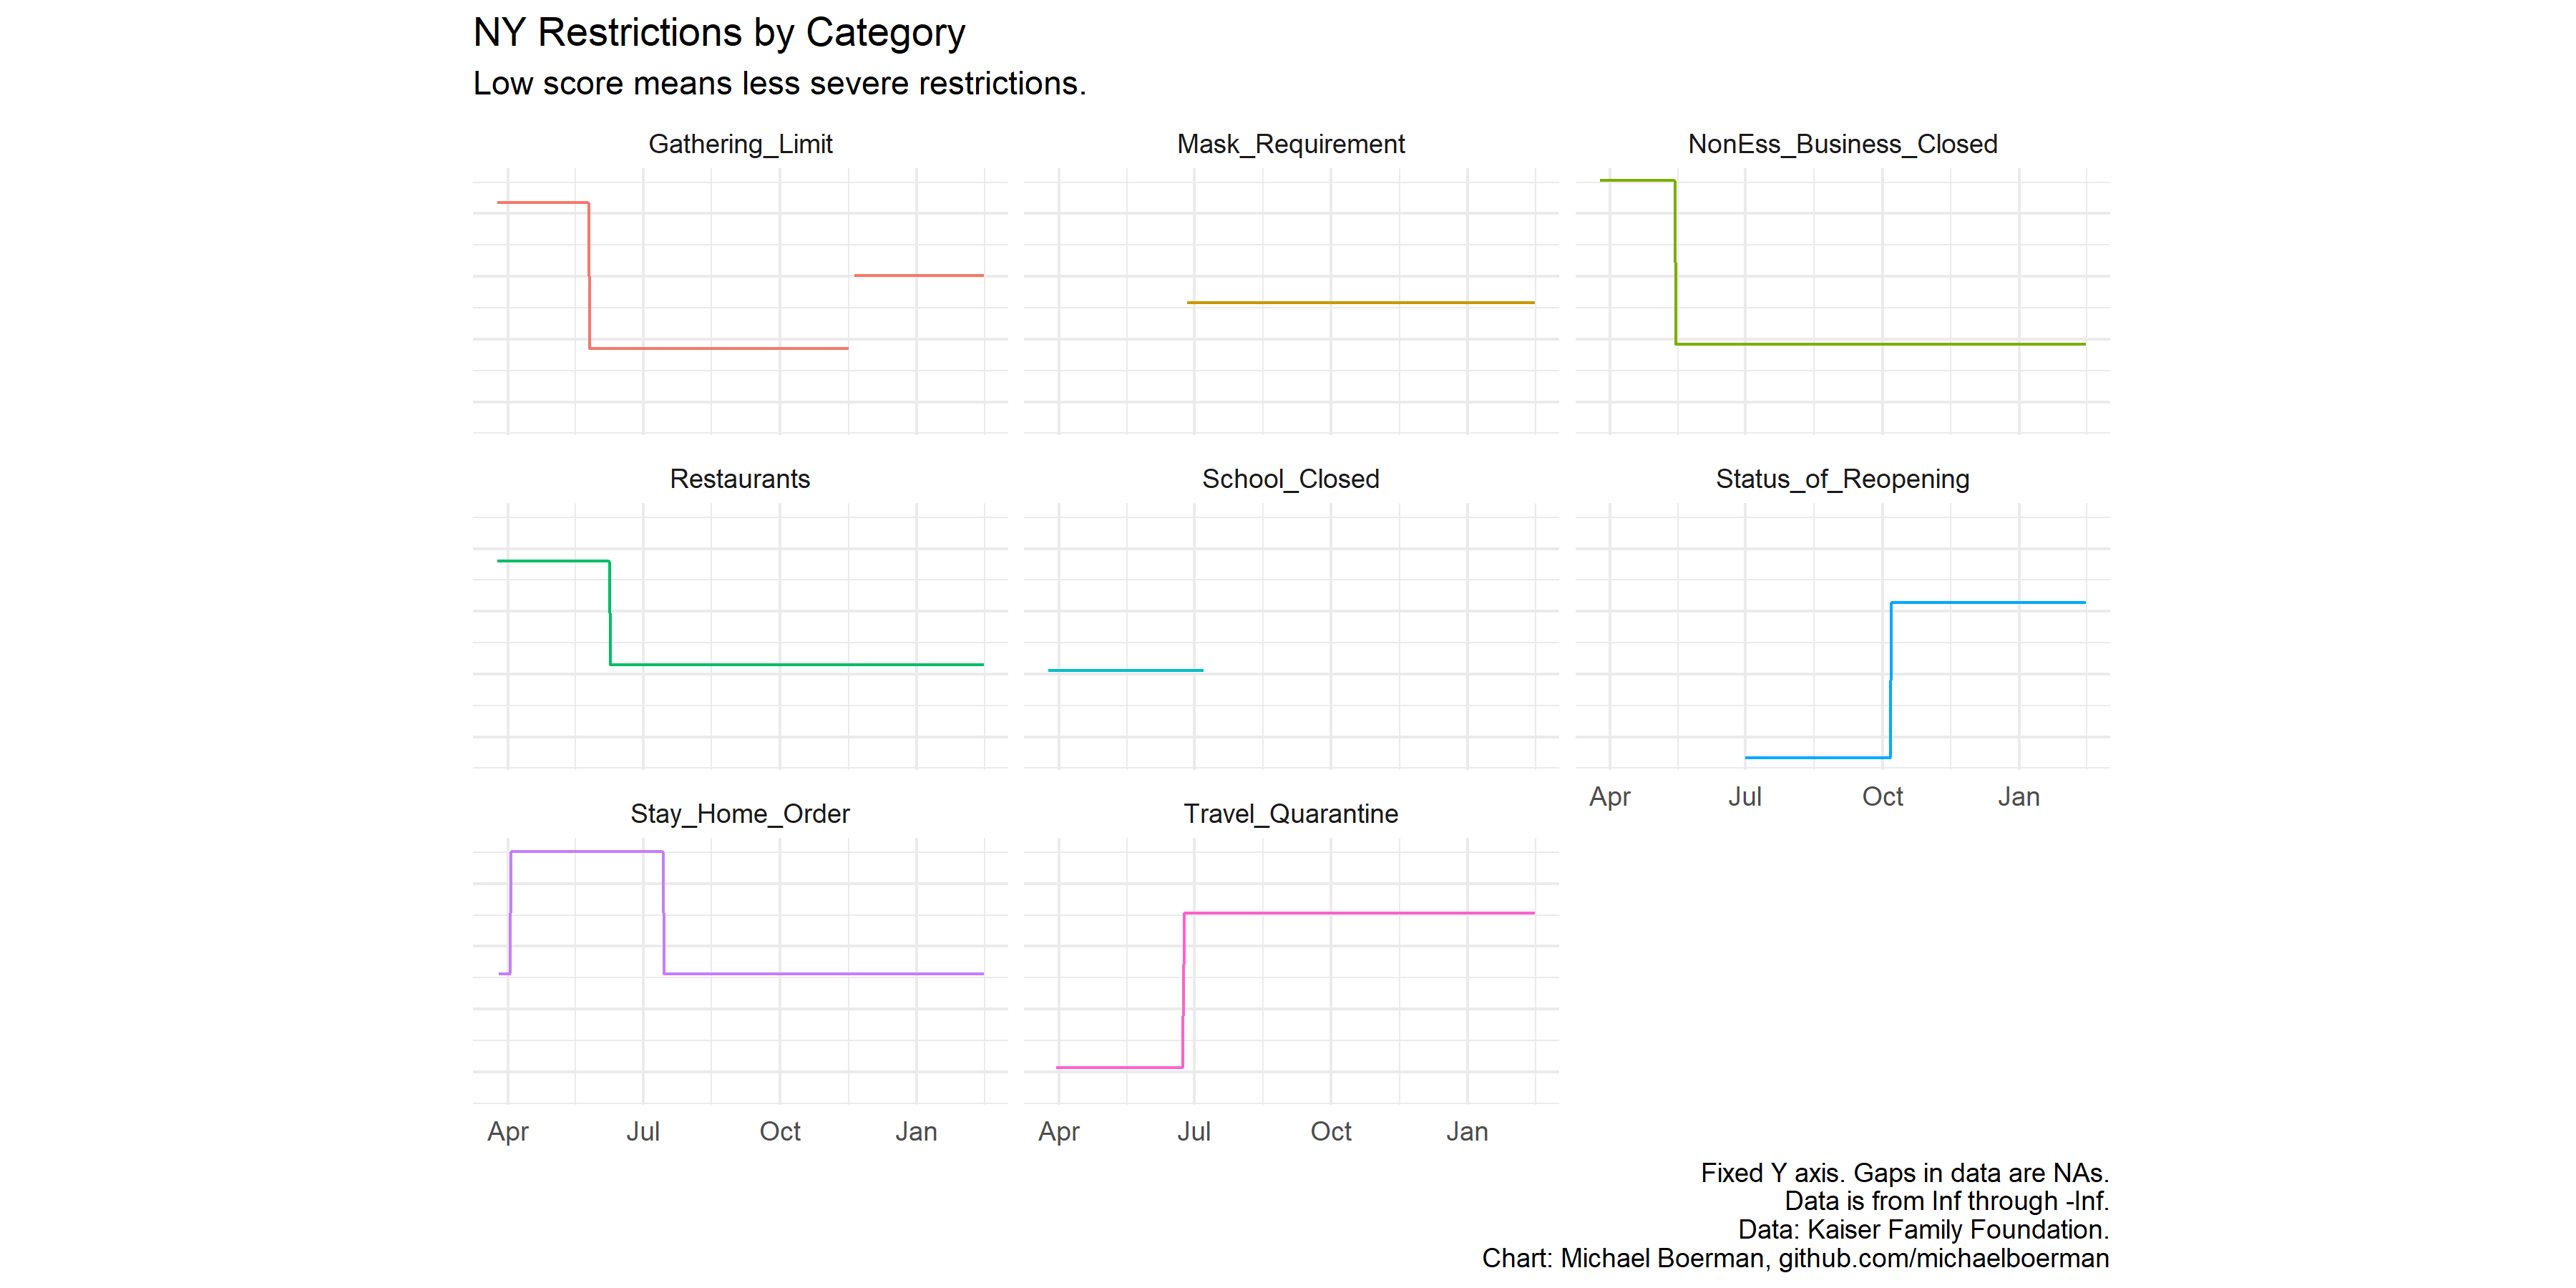 NY Restrictions by Category
Low score means less severe restrictions.
Gathering_Limit
Mask_Requirement
NonEss_Business_Closed
Restaurants
School_Closed
Status_of_Reopening
Apr Jul Oct Jan
Stay_Home_Order
Travel_Quarantine
Apr Jul Oct Jan
Apr Jul Oct Jan
Fixed Y axis. Gaps in data are NAs.
Data is from Inf through -Inf.
Data: Kaiser Family Foundation.
Chart: Michael Boerman, github.com/michaelboerman